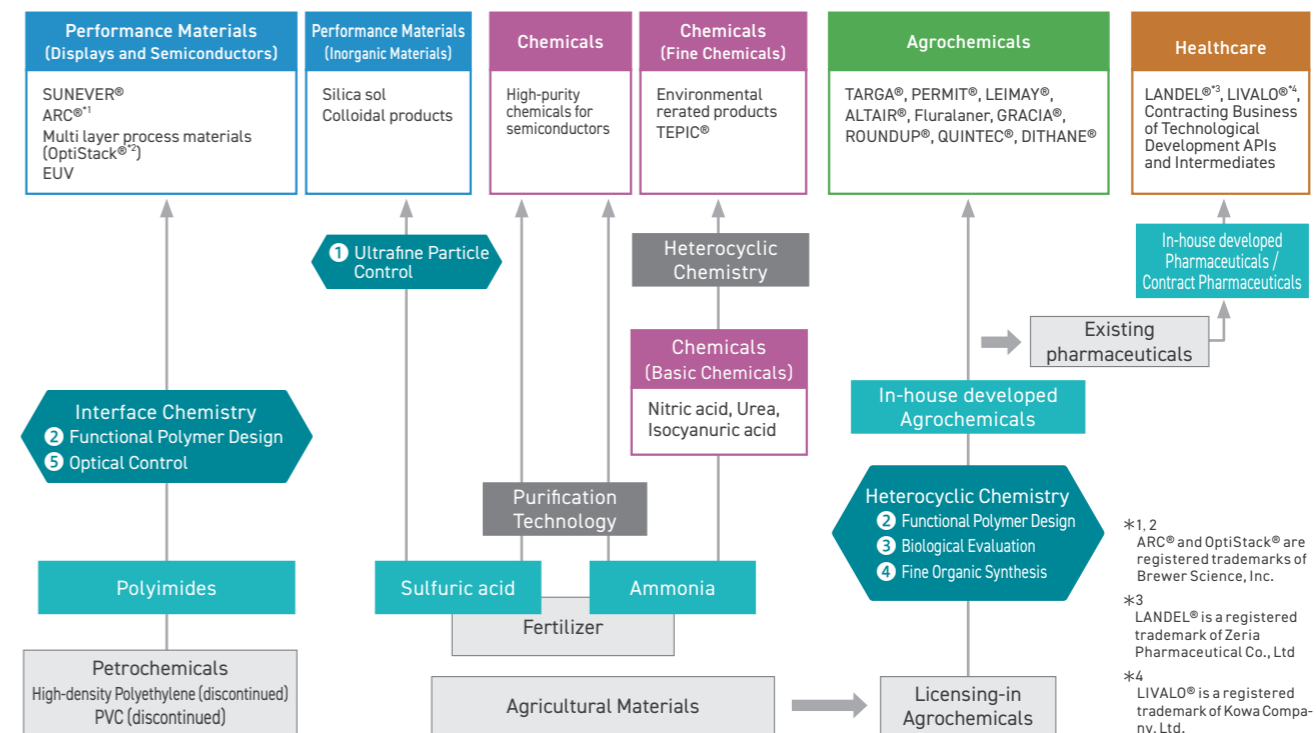 Performance Materials
(Displays and Semiconductors)
SUNEVER®
ARC®*1
Multi layer process materials
(OptiStack®*2)
EUV
Performance Materials
(Inorganic Materials)
Silica sol
Colloidal products
Chemicals
High-purity
chemicals for
semiconductors
Chemicals
(Fine Chemicals)
Environmental
rerated products
TEPIC®
Agrochemicals
TARGA®, PERMIT®, LEIMAY®,
ALTAIR®, Fluralaner, GRACIA®,
ROUNDUP®, QUINTEC®, DITHANE®
Healthcare
LANDEL®*3, LIVALO®*4,
Contracting Business
of Technological
Development APIs
and Intermediates
❶ Ultrafine Particle
Control
Heterocyclic
Chemistry
In-house developed
Pharmaceuticals /
Contract Pharmaceuticals
Existing
pharmaceuticals
Chemicals
(Basic Chemicals)
Nitric acid, Urea,
Isocyanuric acid
In-house developed
Agrochemicals
Interface Chemistry
❷ Functional Polymer Design
❺ Optical Control
Purification
Technology
Heterocyclic Chemistry
❷ Functional Polymer Design
❸ Biological Evaluation
❹ Fine Organic Synthesis
Polyimides
Sulfuric acid
Ammonia
Fertilizer
Petrochemicals
High-density Polyethylene (discontinued)
PVC (discontinued)
Agricultural Materials
Licensing-in
Agrochemicals
*1, 2
ARC® and OptiStack® are
registered trademarks of
Brewer Science, Inc.
*3
LANDEL® is a registered
trademark of Zeria
Pharmaceutical Co., Ltd
*4
LIVALO® is a registered
trademark of Kowa Compa-
ny, Ltd.